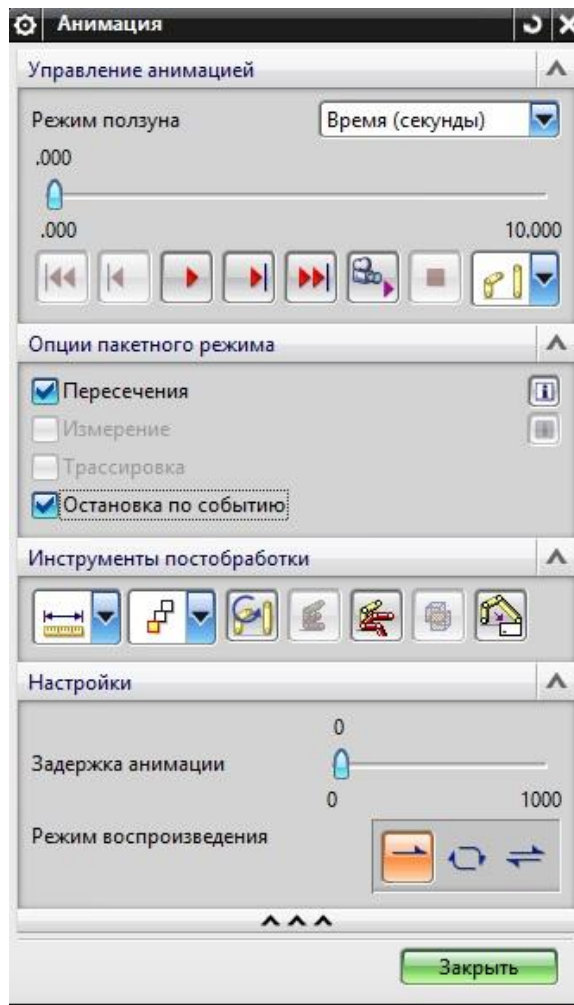 Анимация
Управление анимацией
Режим ползуна Время (секунды)
.000
.000 10.000
Опции пакетного режима
Пересечения
Измерение
Трассировка
Остановка по событию
Инструменты постобработки
Настройки
0
Задержка анимации
0 1000
Режим воспроизведения
Закрыть